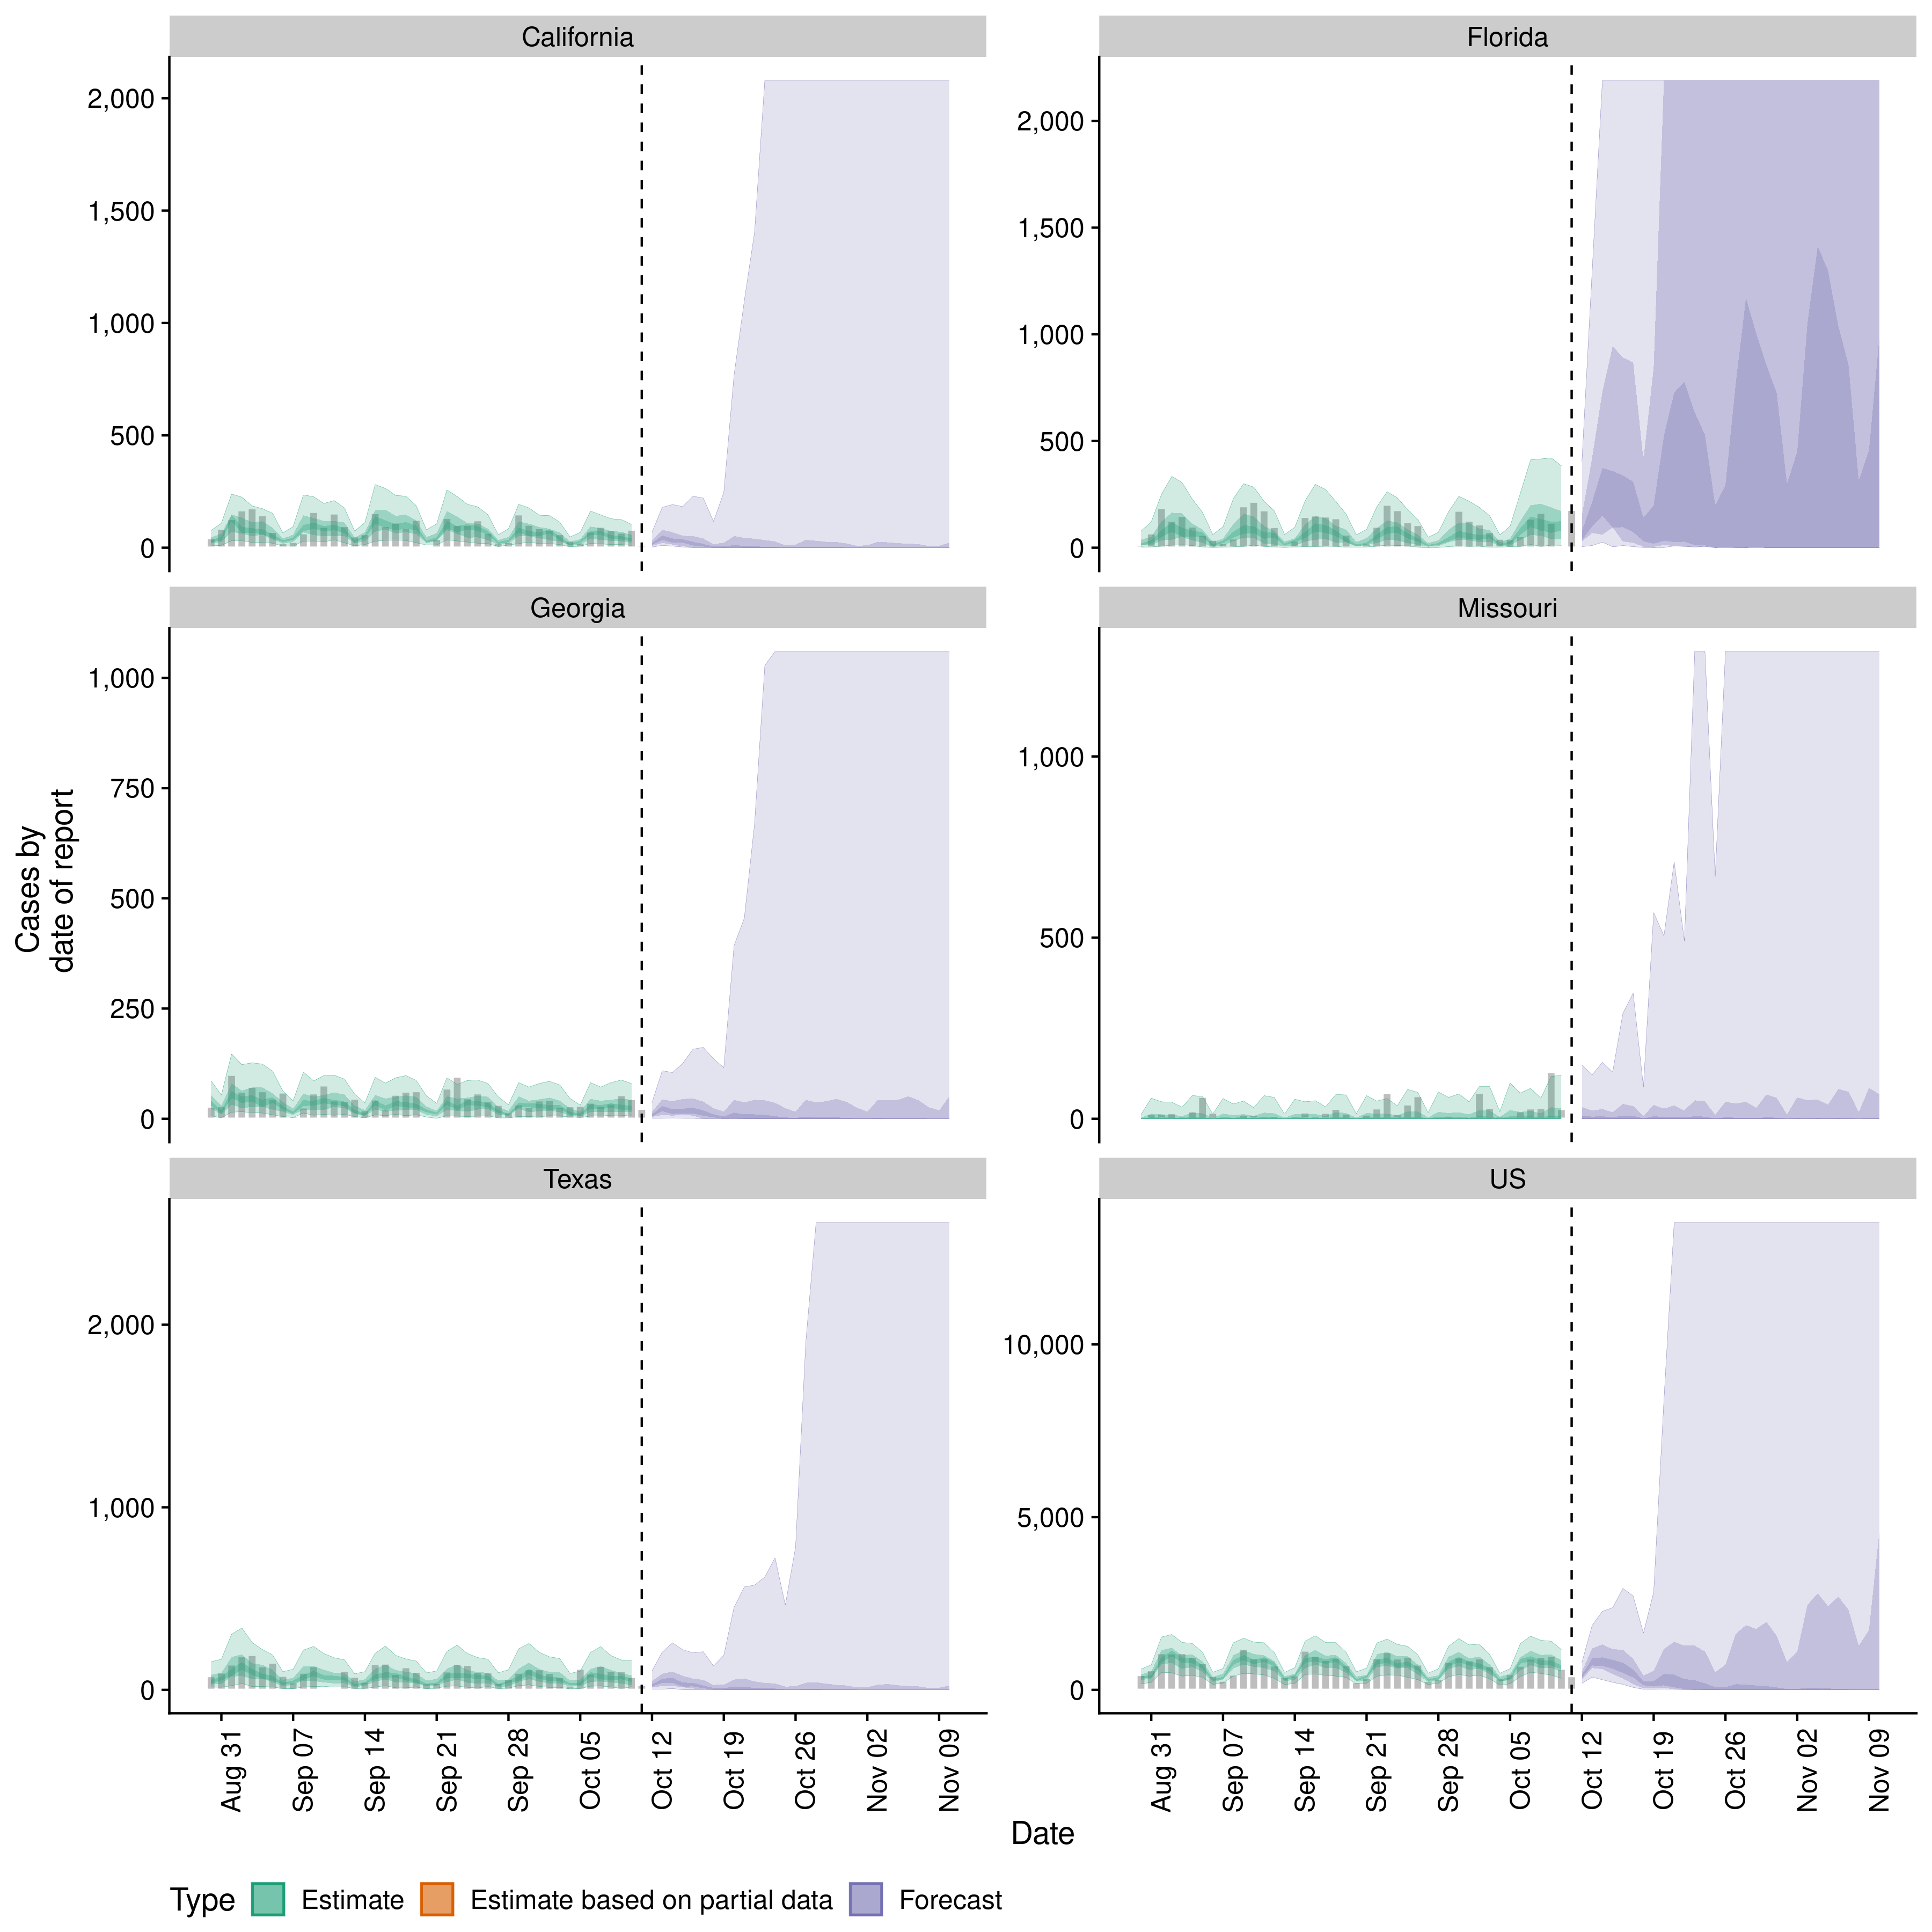 California
Florida
2,000
1,500
1,000
500
0
2,000
1,500
1,000
500
0
Georgia
Missouri
1,000
750
500
250
0
1,000
500
0
Texas
US
2,000
1,000
0
10,000
5,000
0
Cases by
date of report
Aug 31 Sep 07 Sep 14 Sep 21 Sep 28 Oct 05 Oct 12 Oct 19 Oct 26 Nov 02 Nov 09
Aug 31 Sep 07 Sep 14 Sep 21 Sep 28 Oct 05 Oct 12 Oct 19 Oct 26 Nov 02 Nov 09
Date
Type Estimate Estimate based on partial data Forecast